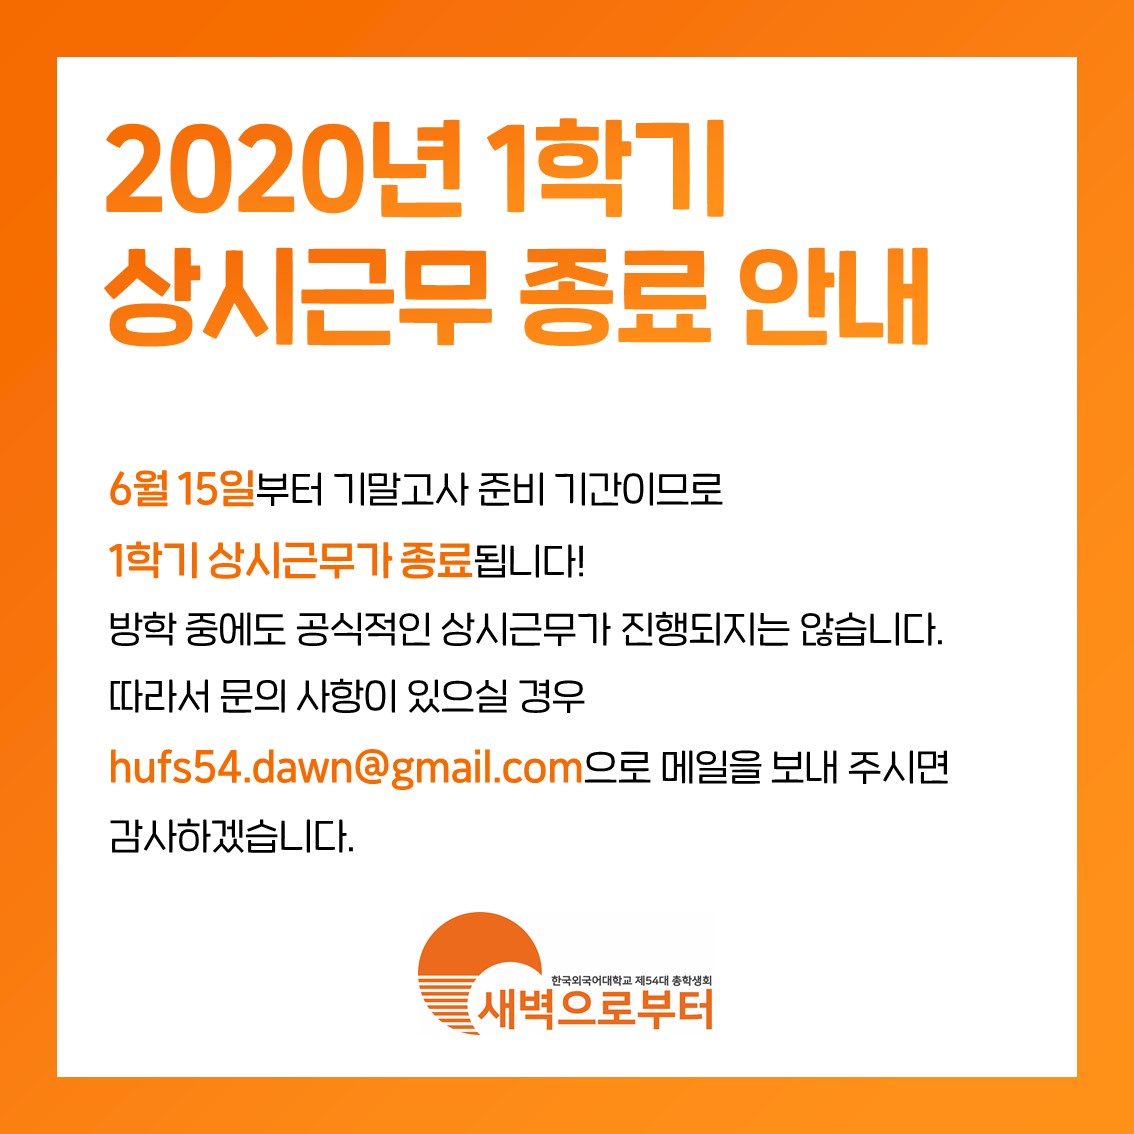 2020년 1학기
상시근무 종료 안내
6월 15일부터 기말고사 준비 기간이므로
1학기 상시근무가 종료됩니다!
방학 중에도 공식적인 상시근무가 진행되지는 않습니다.
따라서 문의 사항이 있으실 경우
hufs54.dawn@gmail.com으로 메일을 보내 주시면
감사하겠습니다.
한국외국어대학교 제54대 총학생회
새벽으로부터